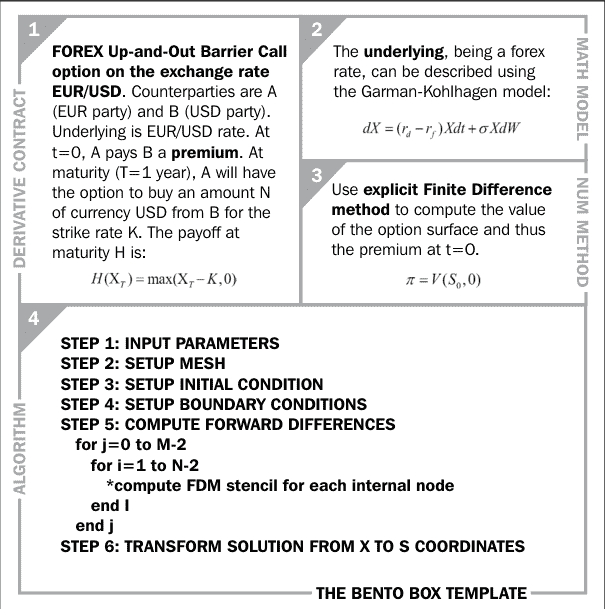 1
DERIVATIVE CONTRACT
FOREX Up-and-Out Barrier Call
option on the exchange rate
EUR/USD. Counterparties are A
(EUR party) and B (USD party).
Underlying is EUR/USD rate. At
t=0, A pays B a premium. At
maturity (T=1 year), A will have
the option to buy an amount N
of currency USD from B for the
strike rate K. The payoff at
maturity H is:
H(X_T) = max(X_T − K,0)
2
MATH MODEL
The underlying, being a forex
rate, can be described using
the Garman-Kohlhagen model:
dX = (r_d − r_f) Xdt + σ XdW
3
NUM METHOD
Use explicit Finite Difference
method to compute the value
of the option surface and thus
the premium at t=0.
π = V(S_0,0)
4
ALGORITHM
STEP 1: INPUT PARAMETERS
STEP 2: SETUP MESH
STEP 3: SETUP INITIAL CONDITION
STEP 4: SETUP BOUNDARY CONDITIONS
STEP 5: COMPUTE FORWARD DIFFERENCES
for j=0 to M-2
for i=1 to N-2
*compute FDM stencil for each internal node
end I
end j
STEP 6: TRANSFORM SOLUTION FROM X TO S COORDINATES
THE BENTO BOX TEMPLATE